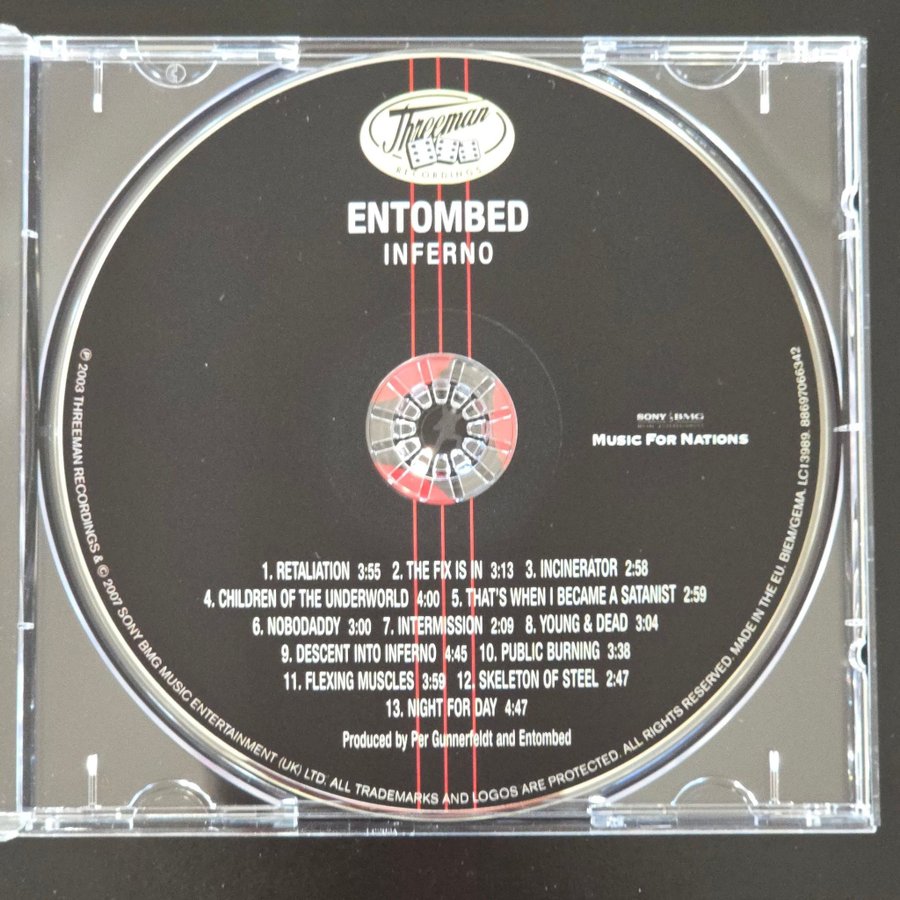 Threeman
RECORDINGS
ENTOMBED
INFERNO
SONY BMG
MUSIC ENTERTAINMENT
MUSIC FOR NATIONS
1. RETALIATION 3:55 2. THE FIX IS IN 3:13 3. INCINERATOR 2:58
4. CHILDREN OF THE UNDERWORLD 4:00 5. THAT'S WHEN I BECAME A SATANIST 2:59
6. NOBODADDY 3:00 7. INTERMISSION 2:09 8. YOUNG & DEAD 3:04
9. DESCENT INTO INFERNO 4:45 10. PUBLIC BURNING 3:38
11. FLEXING MUSCLES 3:59 12. SKELETON OF STEEL 2:47
13. NIGHT FOR DAY 4:47
Produced by Per Gunnerfeldt and Entombed
℗ 2003 THREEMAN RECORDINGS & © 2007 SONY BMG MUSIC ENTERTAINMENT (UK) LTD. ALL TRADEMARKS AND LOGOS ARE PROTECTED. ALL RIGHTS RESERVED. MADE IN THE EU. BIEM/GEMA. LC13989. 88697066342